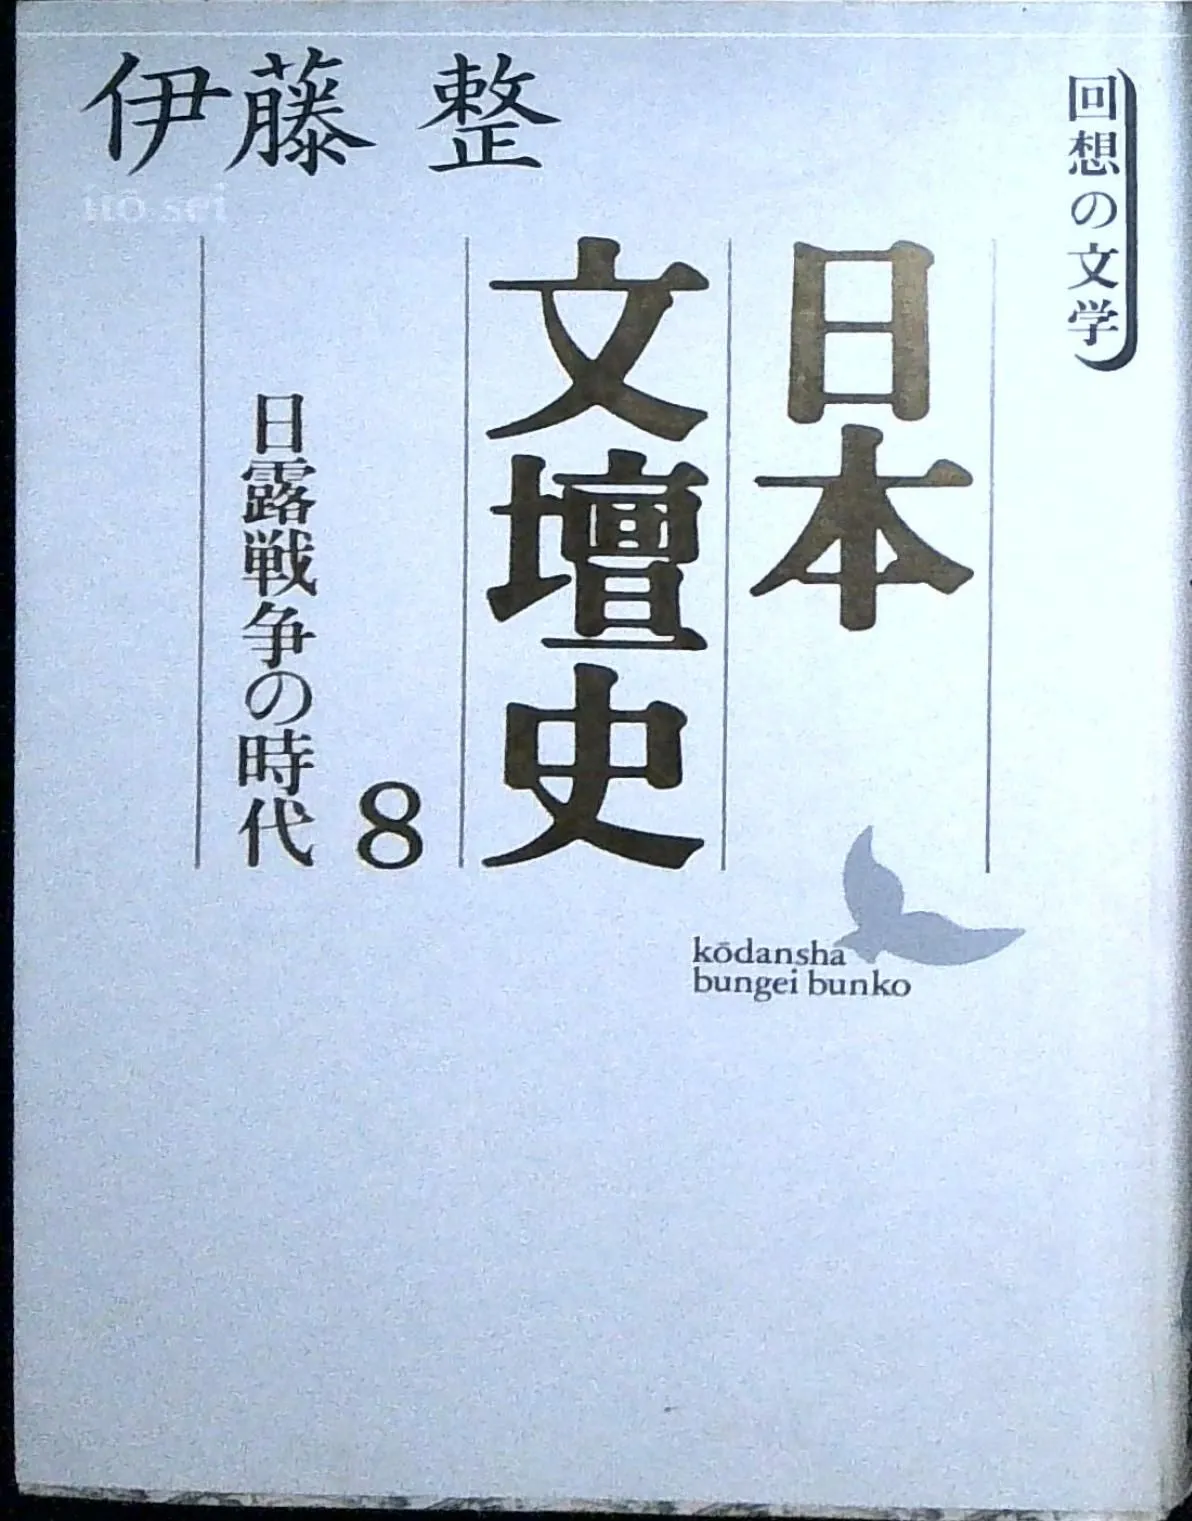 伊藤 整
itō sei
回想の文学
日本
文壇史
8
日露戦争の時代
kōdansha
bungei bunko